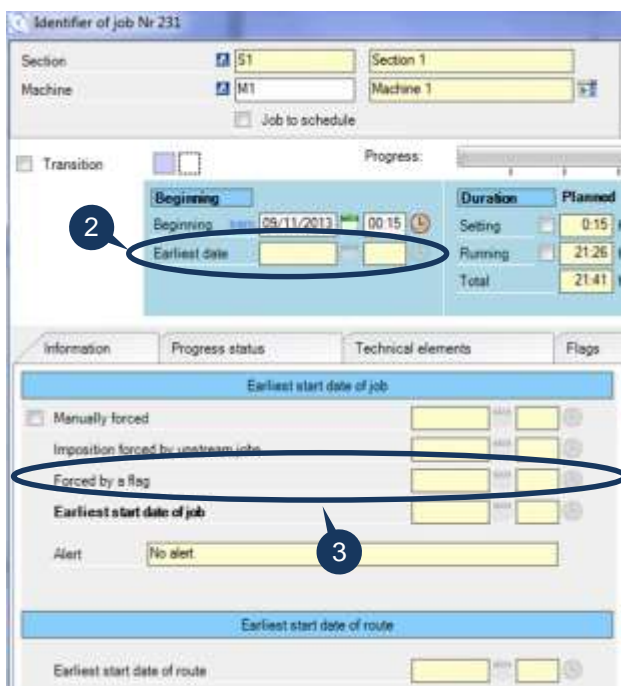 Identifier of job Nr 231
Section S1 Section 1
Machine M1 Machine 1
Job to schedule
Transition Progress:
Beginning Duration Planned
2 Beginning 09/11/2013 00:15 Setting 0:15
Earliest date Running 21:26
Total 21:41
Information Progress status Technical elements Flags
Earliest start date of job
Manually forced
Imposition forced by upstream jobs
Forced by a flag
Earliest start date of job
Alert No alert 3
Earliest start date of route
Earliest start date of route